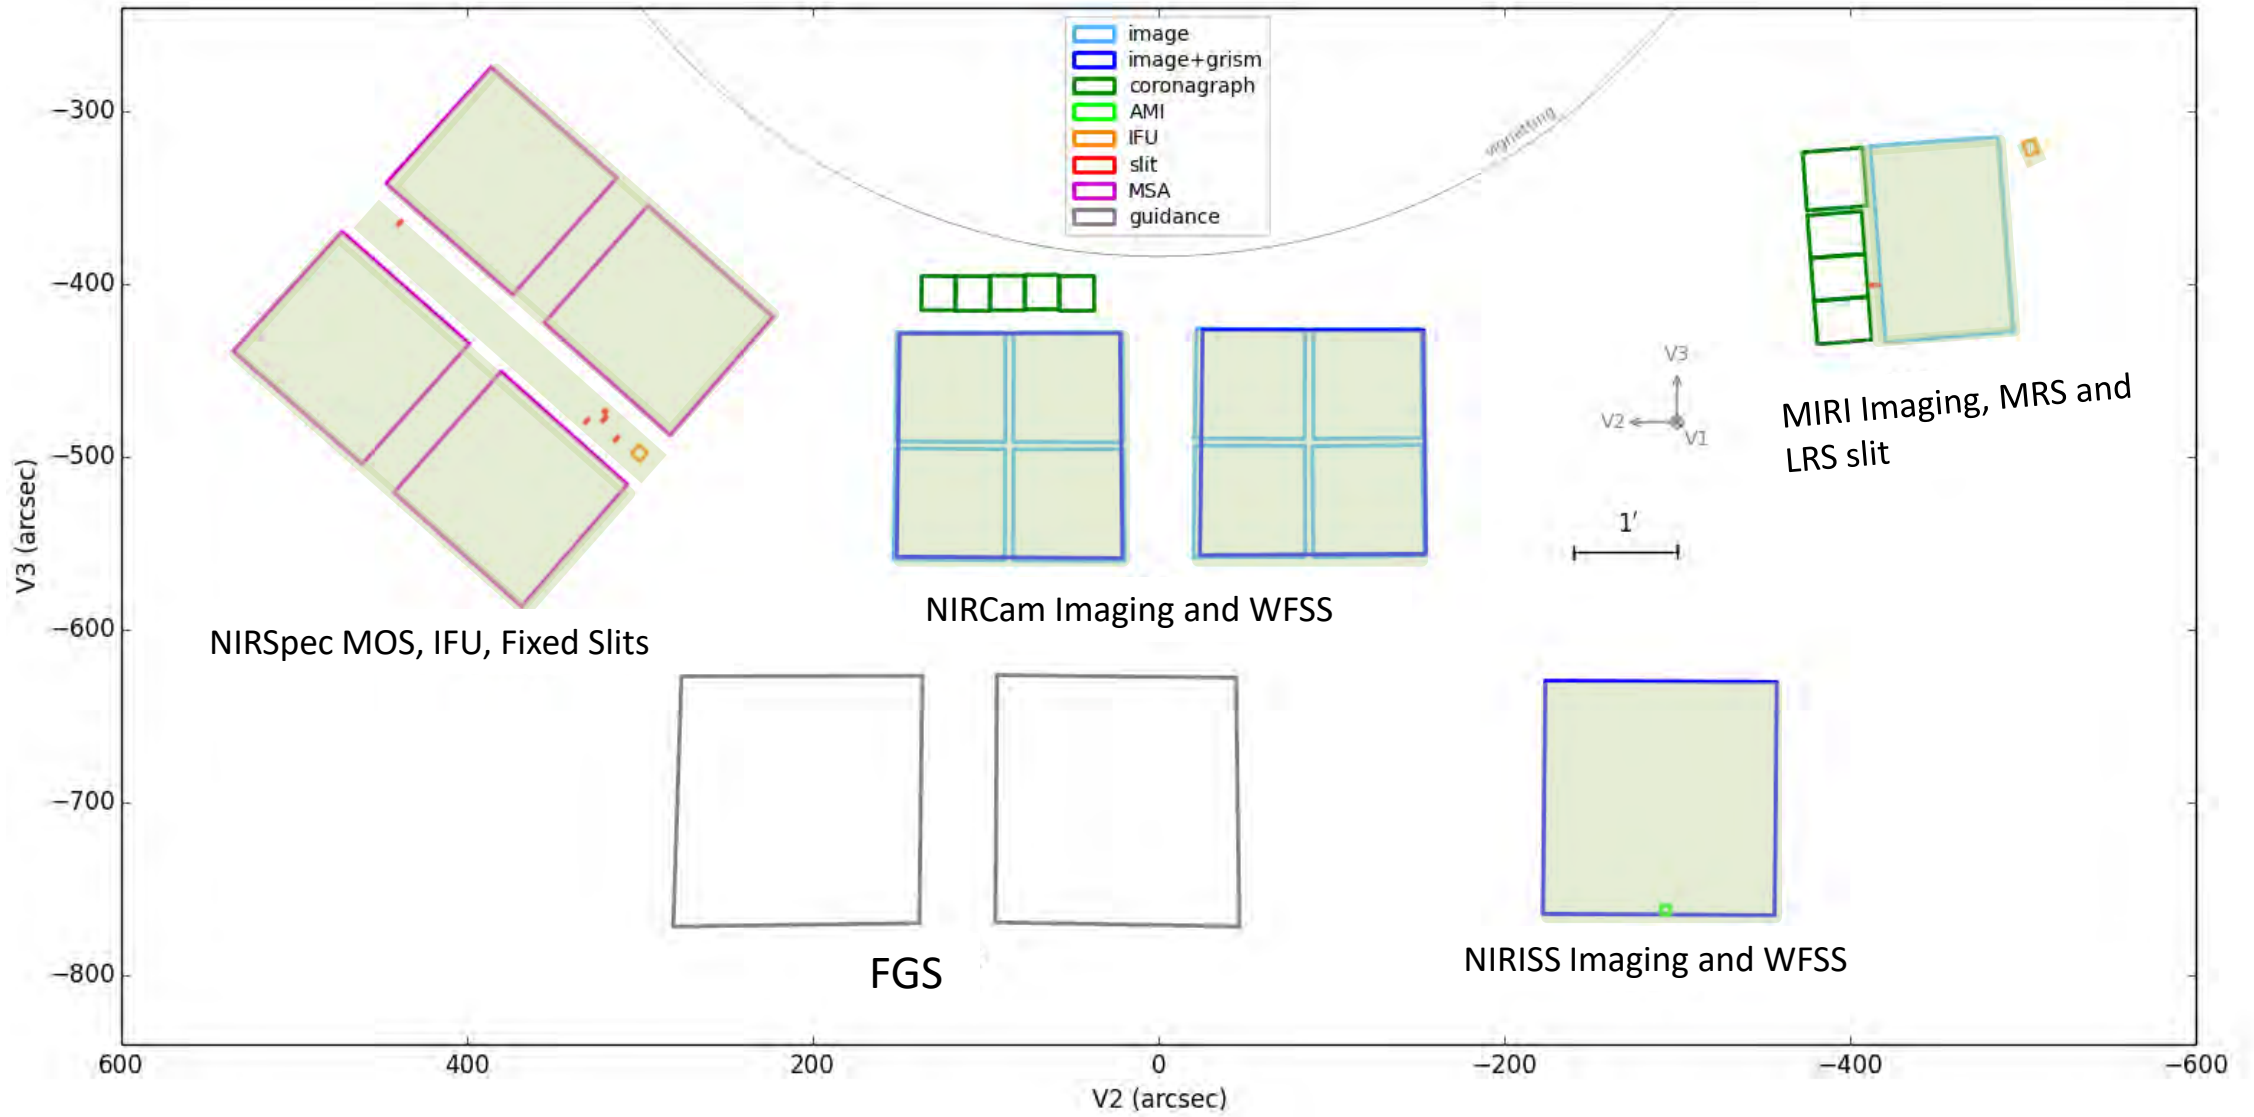 image
image+grism
coronagraph
AMI
IFU
slit
MSA
guidance
vignetting
−300
−400
−500
−600
−700
−800
V3 (arcsec)
V3
V2
V1
1′
MIRI Imaging, MRS and
LRS slit
NIRCam Imaging and WFSS
NIRSpec MOS, IFU, Fixed Slits
FGS
NIRISS Imaging and WFSS
600
400
200
0
−200
−400
−600
V2 (arcsec)